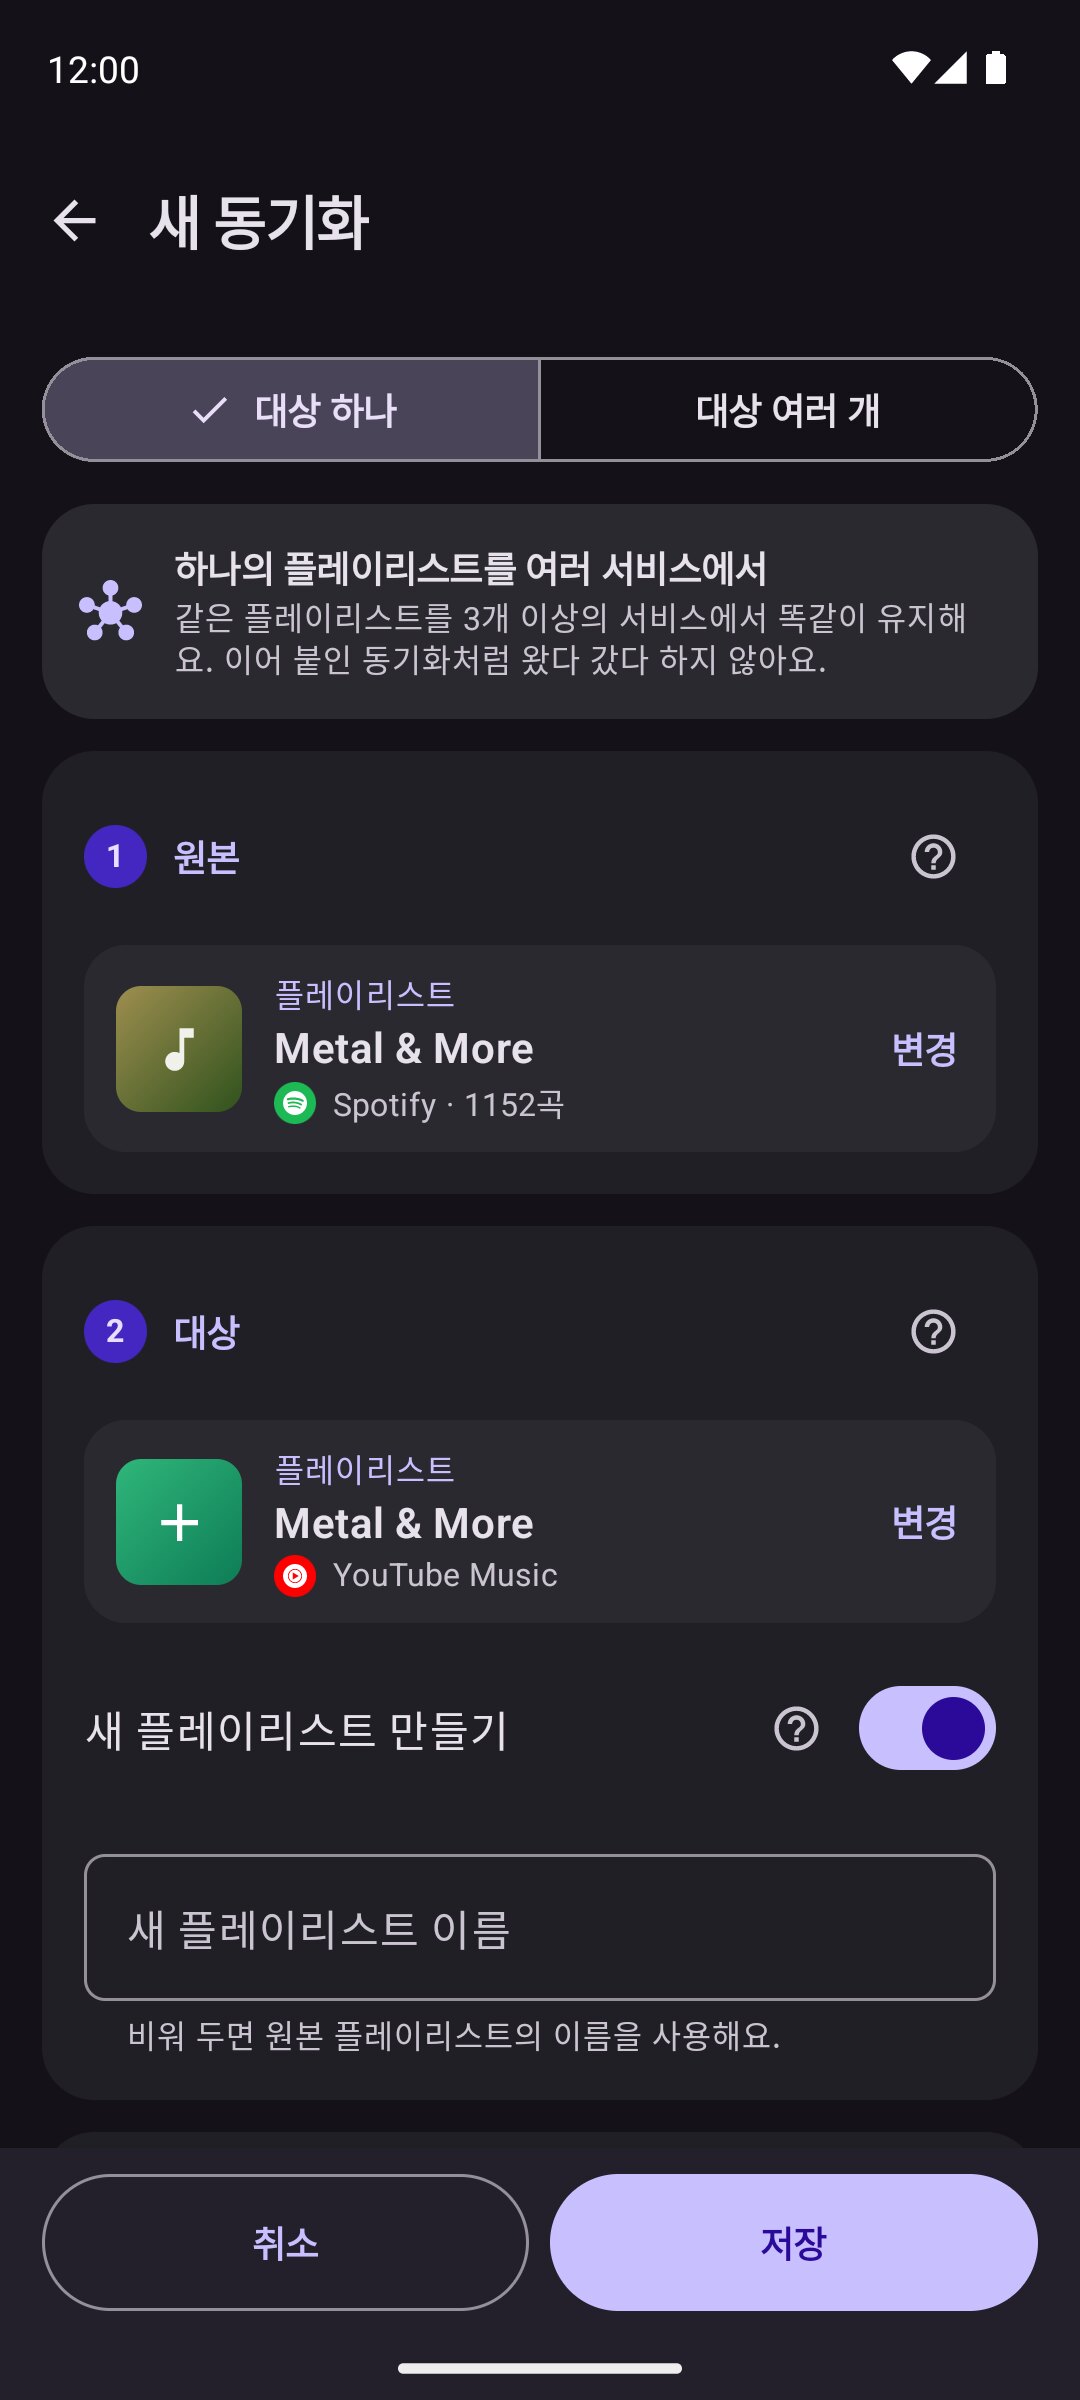 12:00
새 동기화
대상 하나
대상 여러 개
하나의 플레이리스트를 여러 서비스에서
같은 플레이리스트를 3개 이상의 서비스에서 똑같이 유지해
요. 이어 붙인 동기화처럼 왔다 갔다 하지 않아요.
1 원본
플레이리스트
Metal & More
Spotify · 1152곡
변경
2 대상
플레이리스트
Metal & More
YouTube Music
변경
새 플레이리스트 만들기
새 플레이리스트 이름
비워 두면 원본 플레이리스트의 이름을 사용해요.
취소
저장